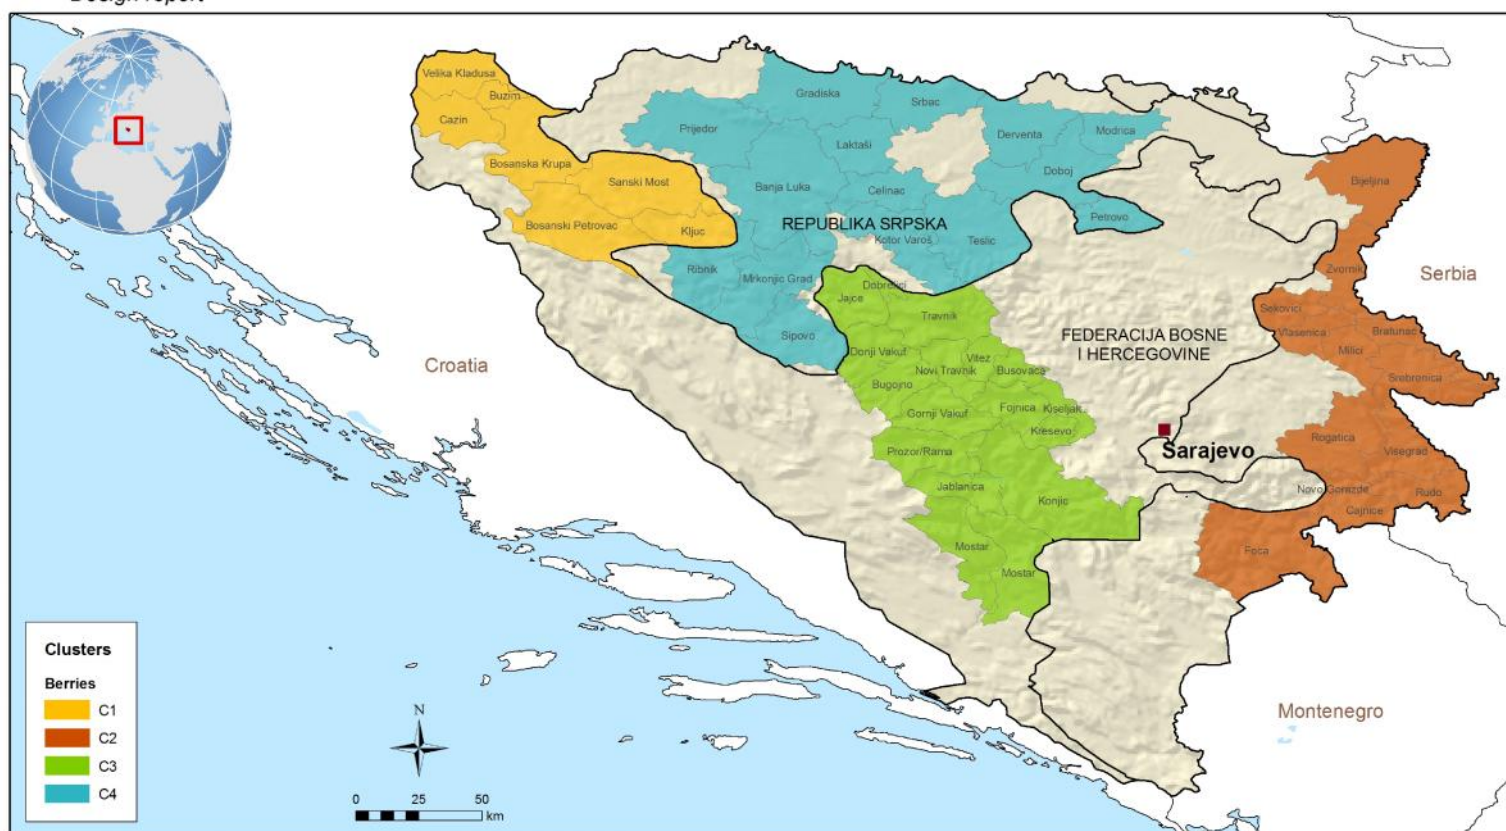 Design report
Velika Kladusa
Buzim
Cazin
Bosanska Krupa
Sanski Most
Bosanski Petrovac
Kljuc
Gradiska
Srbac
Prijedor
Laktaši
Derventa
Modrica
Doboj
Banja Luka
Celinac
Petrovo
REPUBLIKA SRPSKA
Kotor Varoš
Teslic
Ribnik
Mrkonjic Grad
Sipovo
Bijeljina
Zvornik
Serbia
Sekovici
Vlasenica
Bratunac
Milici
Srebrenica
Dobretici
Jajce
Travnik
FEDERACIJA BOSNE
I HERCEGOVINE
Donji Vakuf
Vitez
Novi Travnik
Busovaca
Bugojno
Gornji Vakuf
Fojnica
Kiseljak
Kresevo
Croatia
Sarajevo
Rogatica
Visegrad
Prozor/Rama
Jablanica
Konjic
Novo Gorazde
Rudo
Cajnice
Mostar
Mostar
Foca
Montenegro
Clusters
Berries
C1
C2
C3
C4
N
0 25 50
km